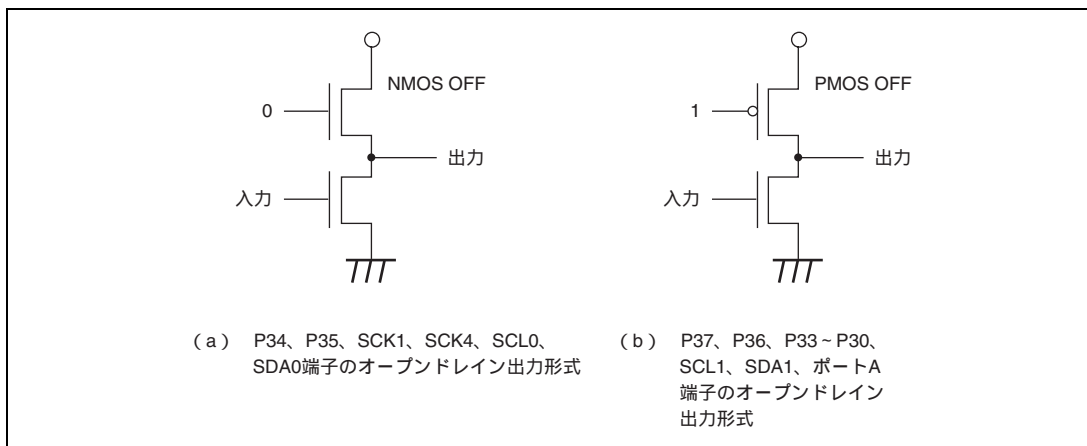 NMOS OFF
0
出力
入力
PMOS OFF
1
出力
入力
（a） P34、P35、SCK1、SCK4、SCL0、
SDA0端子のオープンドレイン出力形式
（b） P37、P36、P33～P30、
SCL1、SDA1、ポートA
端子のオープンドレイン
出力形式